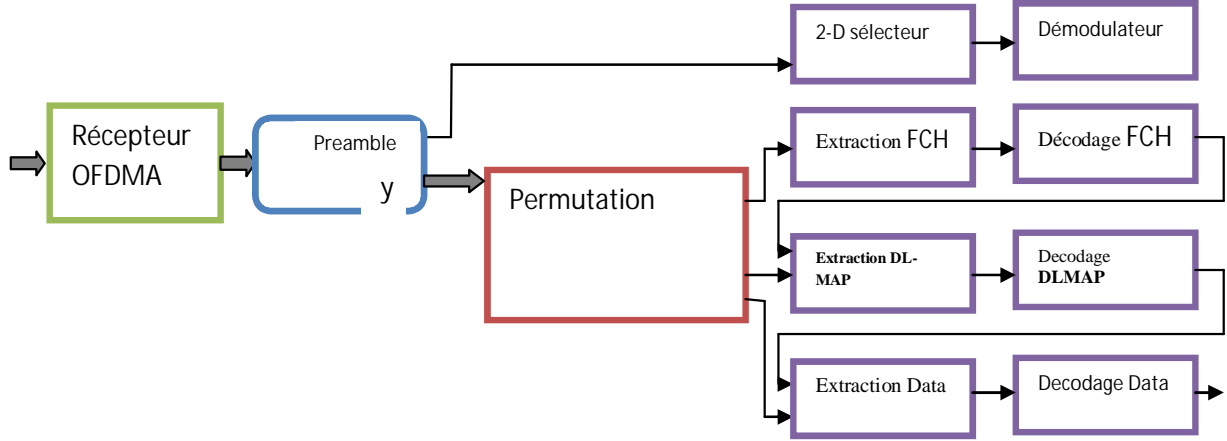 2-D sélecteur
Démodulateur
Récepteur
OFDMA
Preamble
y
Extraction FCH
Décodage FCH
Permutation
Extraction DL-
MAP
Decodage
DLMAP
Extraction Data
Decodage Data